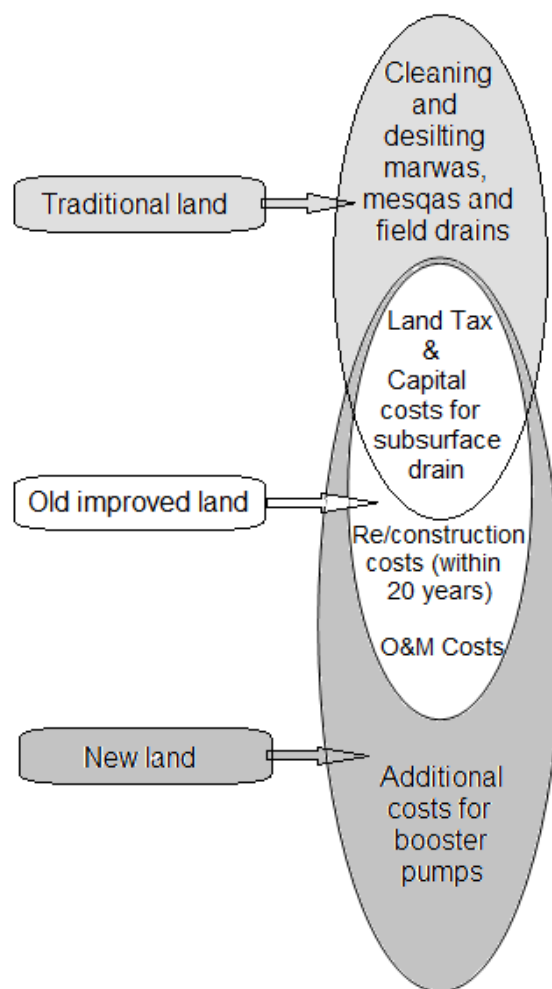 Cleaning
and
desilting
marwas,
mesqas and
field drains
Traditional land
Land Tax
&
Capital
costs for
subsurface
drain
Old improved land
Re/construction
costs (within
20 years)
O&M Costs
New land
Additional
costs for
booster
pumps